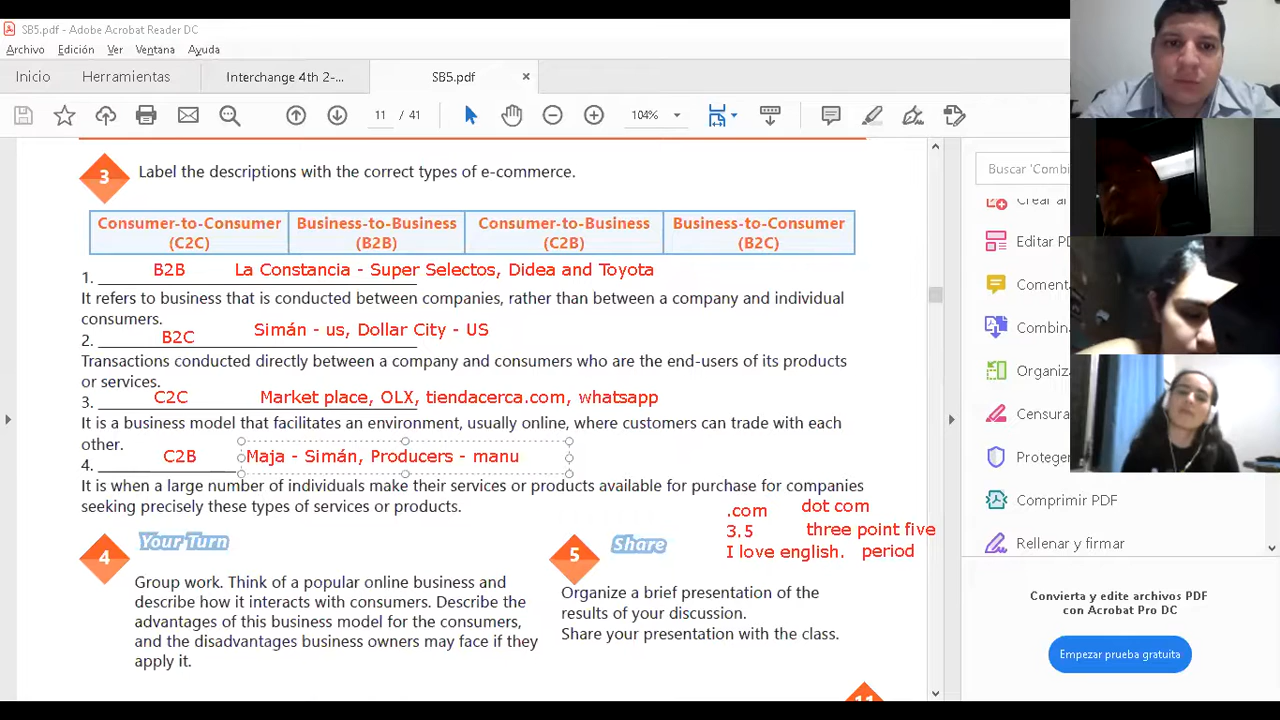 SB5.pdf - Adobe Acrobat Reader DC
Archivo Edición Ver Ventana Ayuda
Inicio Herramientas Interchange 4th 2-... SB5.pdf ×
11 / 41 104%
3 Label the descriptions with the correct types of e-commerce.
Consumer-to-Consumer (C2C) Business-to-Business (B2B) Consumer-to-Business (C2B) Business-to-Consumer (B2C)
B2B La Constancia - Super Selectos, Didea and Toyota
1.
It refers to business that is conducted between companies, rather than between a company and individual
consumers.
Simán - us, Dollar City - US
2. B2C
Transactions conducted directly between a company and consumers who are the end-users of its products
or services.
C2C Market place, OLX, tiendacerca.com, whatsapp
3.
It is a business model that facilitates an environment, usually online, where customers can trade with each
other.
C2B Maja - Simán, Producers - manu
4.
It is when a large number of individuals make their services or products available for purchase for companies
seeking precisely these types of services or products.
.com dot com
3.5 three point five
I love english. period
4 Your Turn
Group work. Think of a popular online business and
describe how it interacts with consumers. Describe the
advantages of this business model for the consumers,
and the disadvantages business owners may face if they
apply it.
5 Share
Organize a brief presentation of the
results of your discussion.
Share your presentation with the class.
11
Buscar 'Combi
Crear ar
Editar PD
Coment
Combin
Organiz
Censura
Proteger
Comprimir PDF
Rellenar y firmar
Convierta y edite archivos PDF
con Acrobat Pro DC
Empezar prueba gratuita